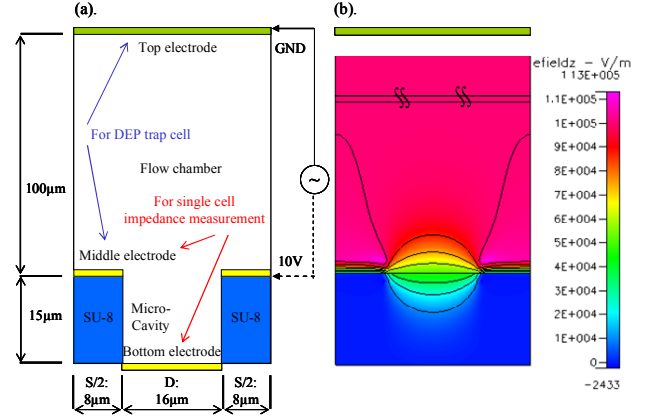 (a).
GND
Top electrode
For DEP trap cell
Flow chamber
100μm
~
For single cell
impedance measurement
Middle electrode
10V
15μm
SU-8
Micro-
Cavity
SU-8
Bottom electrode
S/2:
8μm
D:
16μm
S/2:
8μm
(b).
efieldz - V/m
1.13E+005
1.1E+005
1E+005
9E+004
8E+004
7E+004
6E+004
5E+004
4E+004
3E+004
2E+004
1E+004
0
-2433